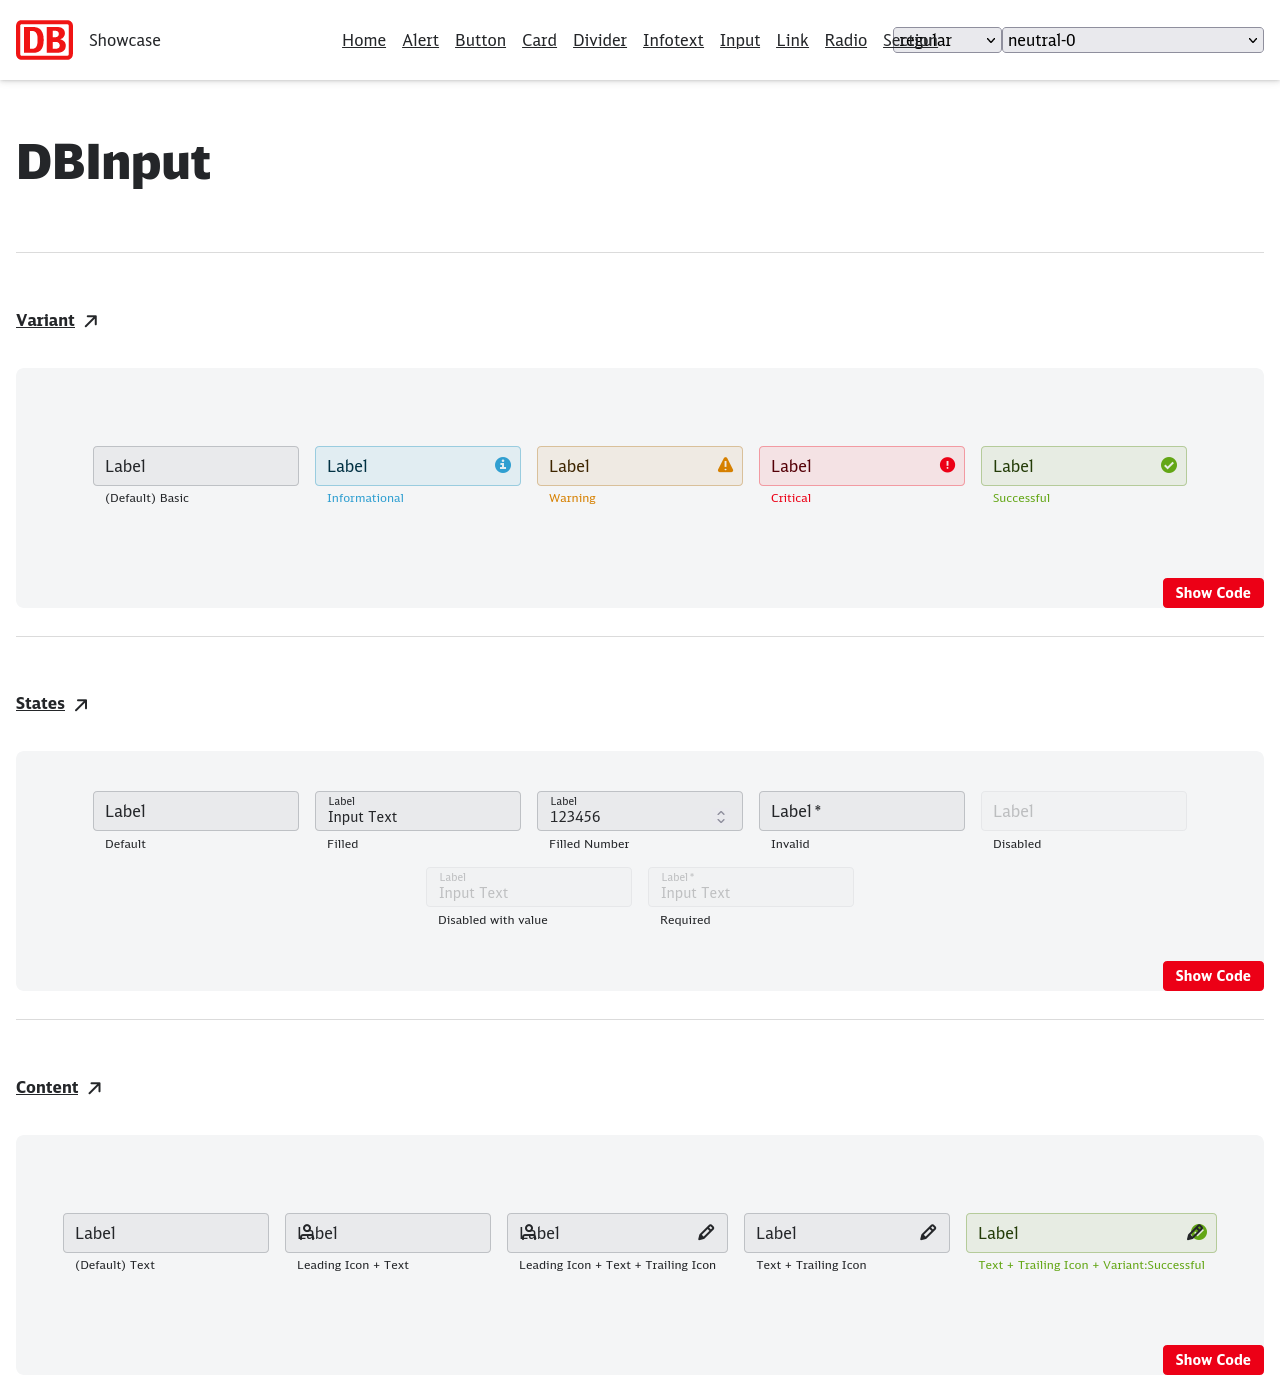 DB Showcase Home Alert Button Card Divider Infotext Input Link Radio Section regular neutral-0
DBInput
Variant
Label Label Label Label Label
(Default) Basic Informational Warning Critical Successful
Show Code
States
Label Label Input Text Label 123456 Label * Label
Default Filled Filled Number Invalid Disabled
Label Input Text Label * Input Text
Disabled with value Required
Show Code
Content
Label Label Label Label Label
(Default) Text Leading Icon + Text Leading Icon + Text + Trailing Icon Text + Trailing Icon Text + Trailing Icon + Variant:Successful
Show Code